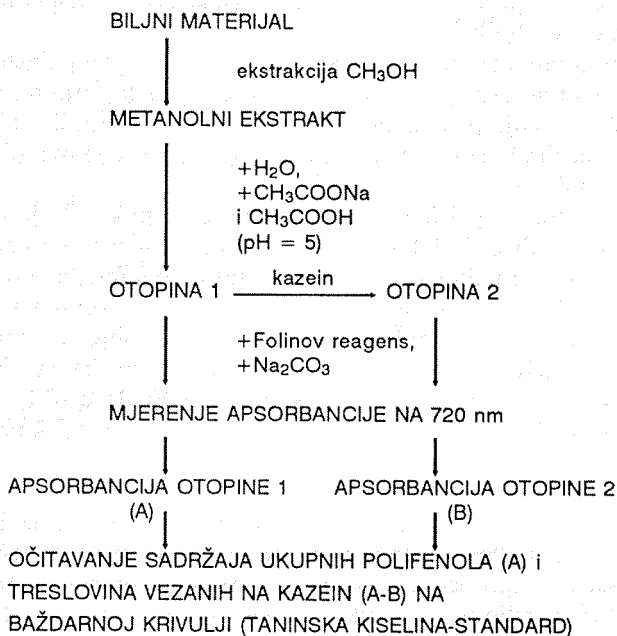 BILJNI MATERIJAL
ekstrakcija CH₃OH
METANOLNI EKSTRAKT
+H₂O,
+CH₃COONa
i CH₃COOH
(pH = 5)
kazein
OTOPINA 1 OTOPINA 2
+Folinov reagens,
+Na₂CO₃
MJERENJE APSORBANCIJE NA 720 nm
APSORBANCIJA OTOPINE 1 APSORBANCIJA OTOPINE 2
(A) (B)
OČITAVANJE SADRŽAJA UKUPNIH POLIFENOLA (A) i
TRESLOVINA VEZANIH NA KAZEIN (A-B) NA
BAŽDARNOJ KRIVULJI (TANINSKA KISELINA-STANDARD)